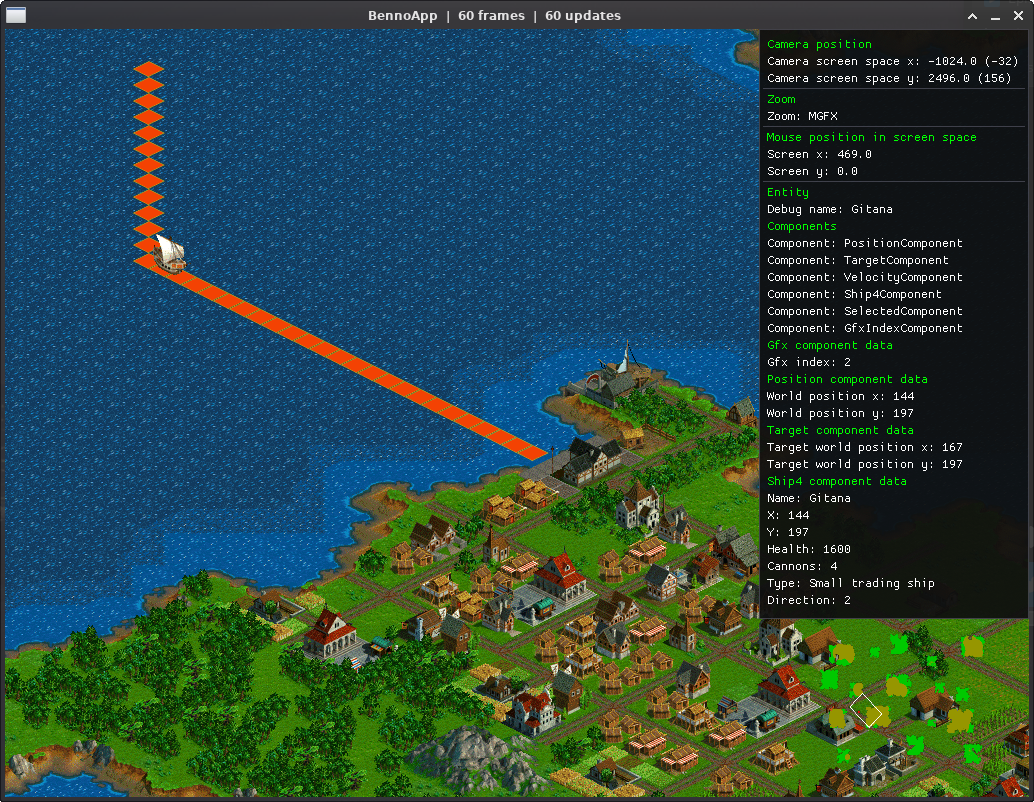 BennoApp | 60 frames | 60 updates
Camera position
Camera screen space x: -1024.0 (-32)
Camera screen space y: 2496.0 (156)
Zoom
Zoom: MGFX
Mouse position in screen space
Screen x: 469.0
Screen y: 0.0
Entity
Debug name: Gitana
Components
Component: PositionComponent
Component: TargetComponent
Component: VelocityComponent
Component: Ship4Component
Component: SelectedComponent
Component: GfxIndexComponent
Gfx component data
Gfx index: 2
Position component data
World position x: 144
World position y: 197
Target component data
Target world position x: 167
Target world position y: 197
Ship4 component data
Name: Gitana
X: 144
Y: 197
Health: 1600
Cannons: 4
Type: Small trading ship
Direction: 2